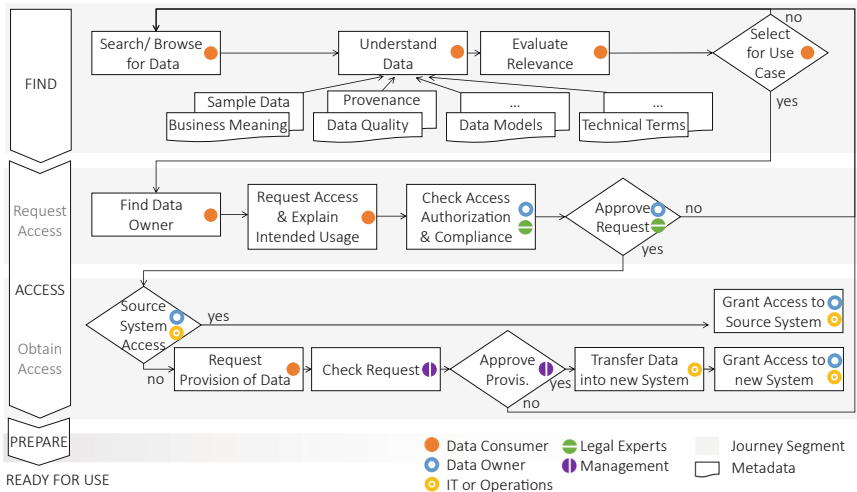 FIND
Search/ Browse
for Data
Understand
Data
Evaluate
Relevance
Select
for Use
Case
no
yes
Sample Data
Business Meaning
Provenance
Data Quality
...
Data Models
...
Technical Terms
Request
Access
Find Data
Owner
Request Access
& Explain
Intended Usage
Check Access
Authorization
& Compliance
Approve
Request
no
yes
ACCESS
Obtain
Access
Source
System
Access
yes
no
Grant Access to
Source System
Request
Provision of Data
Check Request
Approve
Provis.
yes
no
Transfer Data
into new System
Grant Access to
new System
PREPARE
READY FOR USE
Data Consumer
Data Owner
IT or Operations
Legal Experts
Management
Journey Segment
Metadata